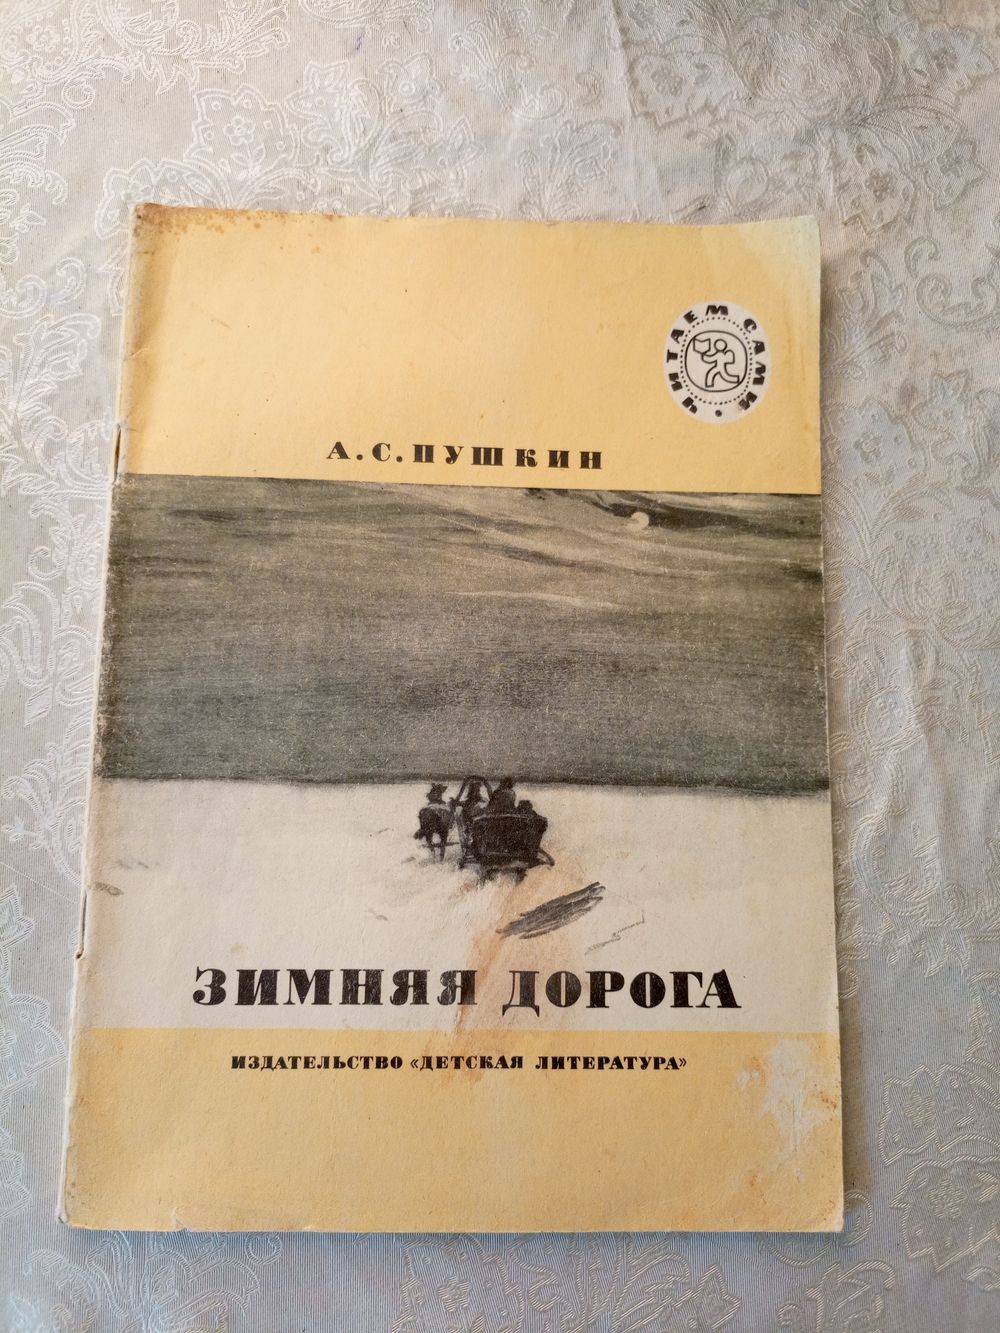 ЧИТАЕМ САМИ
А.С.ПУШКИН
ЗИМНЯЯ ДОРОГА
ИЗДАТЕЛЬСТВО «ДЕТСКАЯ ЛИТЕРАТУРА»